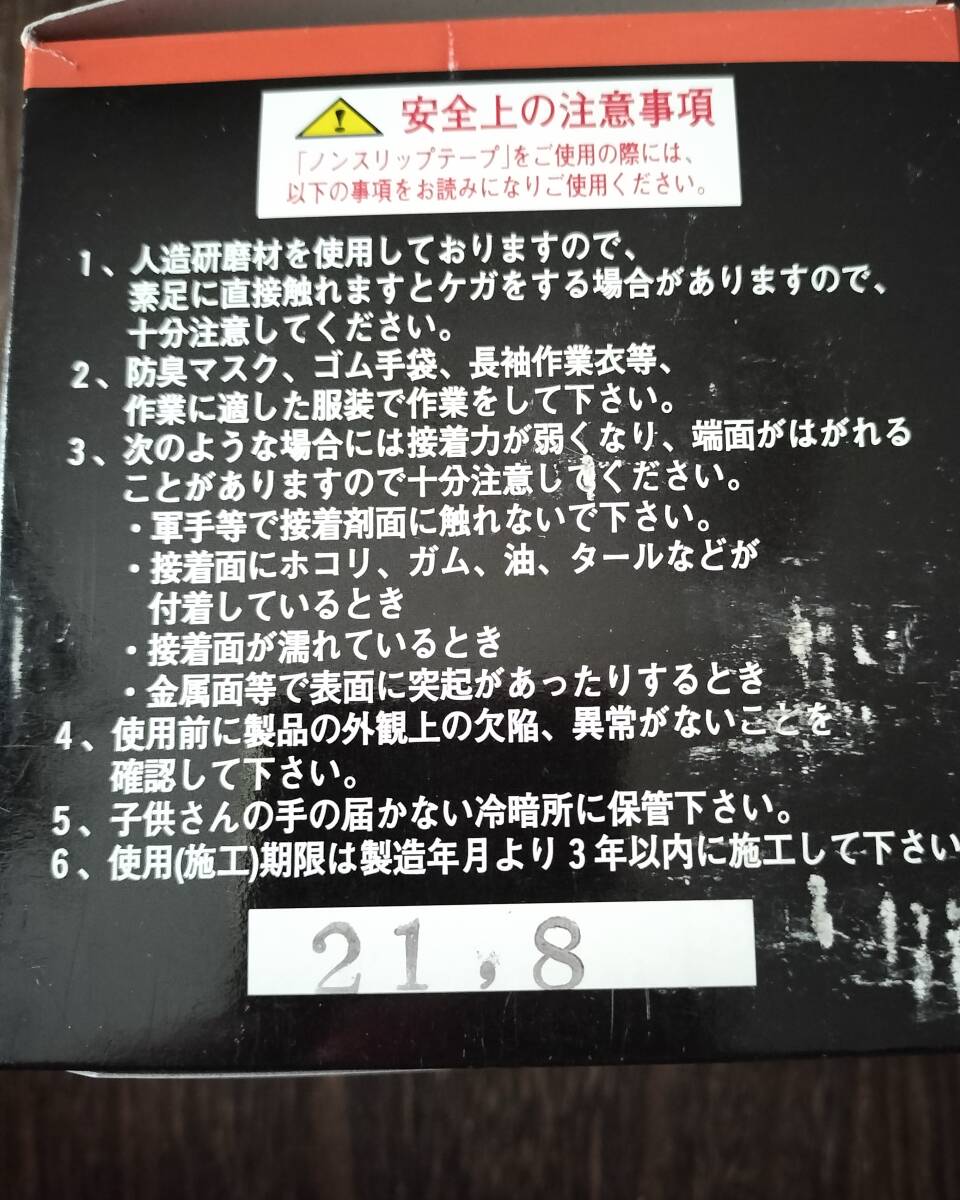 安全上の注意事項
「ノンスリップテープ」をご使用の際には、
以下の事項をお読みになりご使用ください。
1、人造研磨材を使用しておりますので、
素足に直接触れますとケガをする場合がありますので、
十分注意してください。
2、防臭マスク、ゴム手袋、長袖作業衣等、
作業に適した服装で作業をして下さい。
3、次のような場合には接着力が弱くなり、端面がはがれる
ことがありますので十分注意してください。
・軍手等で接着剤面に触れないで下さい。
・接着面にホコリ、ガム、油、タールなどが
付着しているとき
・接着面が濡れているとき
・金属面等で表面に突起があったりするとき
4、使用前に製品の外観上の欠陥、異常がないことを
確認して下さい。
5、子供さんの手の届かない冷暗所に保管下さい。
6、使用(施工)期限は製造年月より3年以内に施工して下さい
21,8